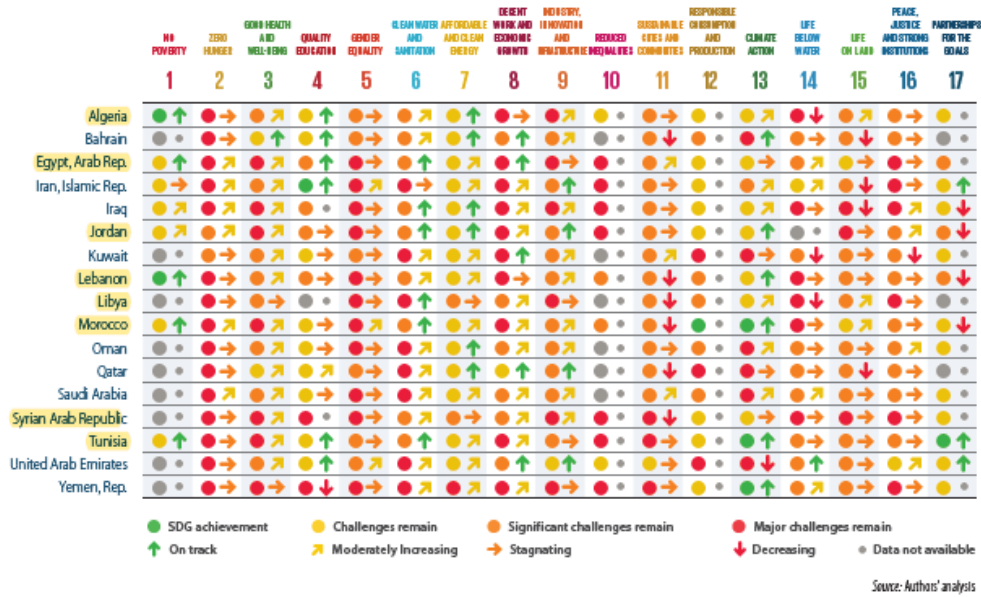 NO POVERTY
ZERO HUNGER
GOOD HEALTH AND WELL-BEING
QUALITY EDUCATION
GENDER EQUALITY
CLEAN WATER AND SANITATION
AFFORDABLE AND CLEAN ENERGY
DECENT WORK AND ECONOMIC GROWTH
INDUSTRY, INNOVATION AND INFRASTRUCTURE
REDUCED INEQUALITIES
SUSTAINABLE CITIES AND COMMUNITIES
RESPONSIBLE CONSUMPTION AND PRODUCTION
CLIMATE ACTION
LIFE BELOW WATER
LIFE ON LAND
PEACE, JUSTICE AND STRONG INSTITUTIONS
PARTNERSHIPS FOR THE GOALS
1 2 3 4 5 6 7 8 9 10 11 12 13 14 15 16 17
Algeria
Bahrain
Egypt, Arab Rep.
Iran, Islamic Rep.
Iraq
Jordan
Kuwait
Lebanon
Libya
Morocco
Oman
Qatar
Saudi Arabia
Syrian Arab Republic
Tunisia
United Arab Emirates
Yemen, Rep.
SDG achievement Challenges remain Significant challenges remain Major challenges remain
On track Moderately Increasing Stagnating Decreasing Data not available
Source: Authors' analysis